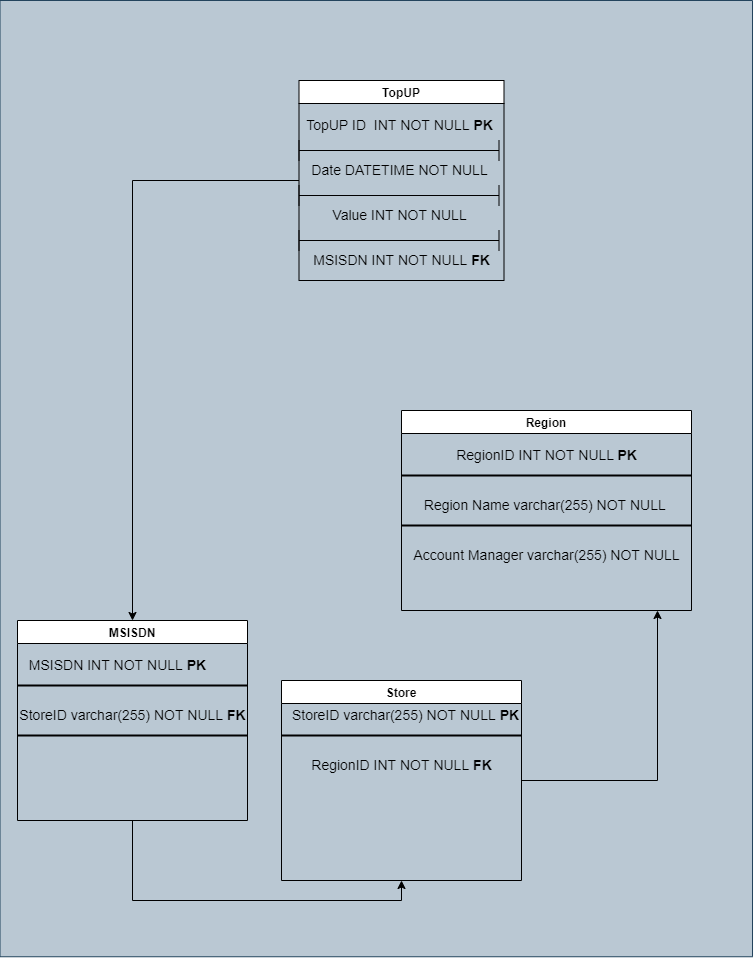 TopUP
TopUP ID  INT NOT NULL PK
Date DATETIME NOT NULL
Value INT NOT NULL
MSISDN INT NOT NULL FK
Region
RegionID INT NOT NULL PK
Region Name varchar(255) NOT NULL
Account Manager varchar(255) NOT NULL
MSISDN
MSISDN INT NOT NULL PK
StoreID varchar(255) NOT NULL FK
Store
StoreID varchar(255) NOT NULL PK
RegionID INT NOT NULL FK